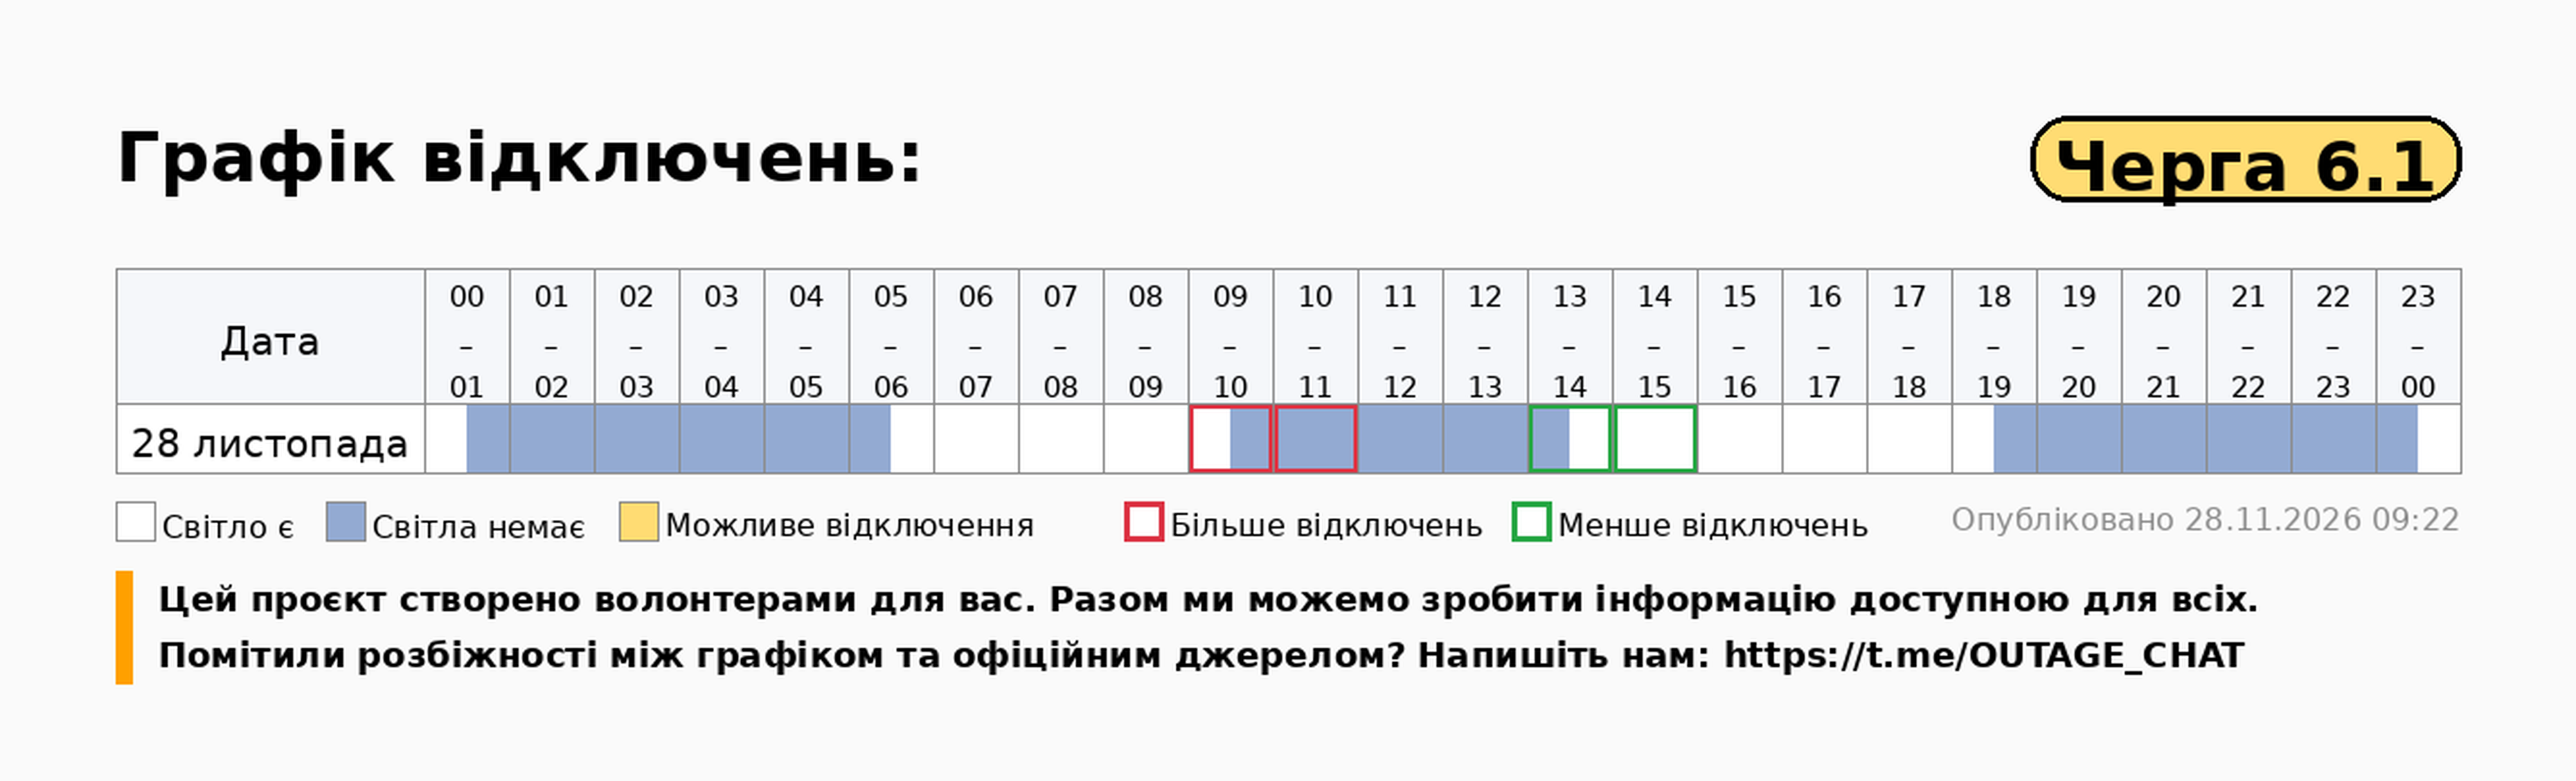 Графік відключень:
Черга 6.1
Дата 00 – 01 01 – 02 02 – 03 03 – 04 04 – 05 05 – 06 06 – 07 07 – 08 08 – 09 09 – 10 10 – 11 11 – 12 12 – 13 13 – 14 14 – 15 15 – 16 16 – 17 17 – 18 18 – 19 19 – 20 20 – 21 21 – 22 22 – 23 23 – 00
28 листопада
Світло є Світла немає Можливе відключення Більше відключень Менше відключень Опубліковано 28.11.2026 09:22
Цей проєкт створено волонтерами для вас. Разом ми можемо зробити інформацію доступною для всіх.
Помітили розбіжності між графіком та офіційним джерелом? Напишіть нам: https://t.me/OUTAGE_CHAT